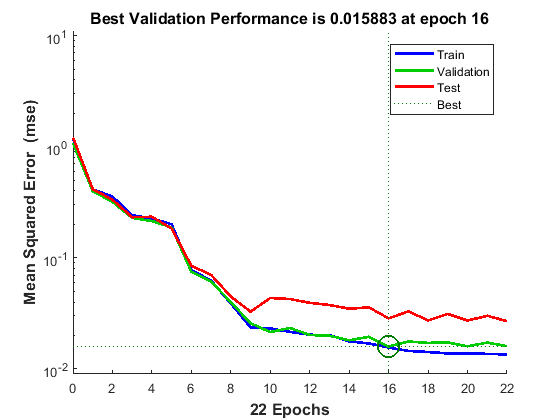 Best Validation Performance is 0.015883 at epoch 16
Train
Validation
Test
Best
10^1
10^0
10^-1
10^-2
Mean Squared Error (mse)
0 2 4 6 8 10 12 14 16 18 20 22
22 Epochs